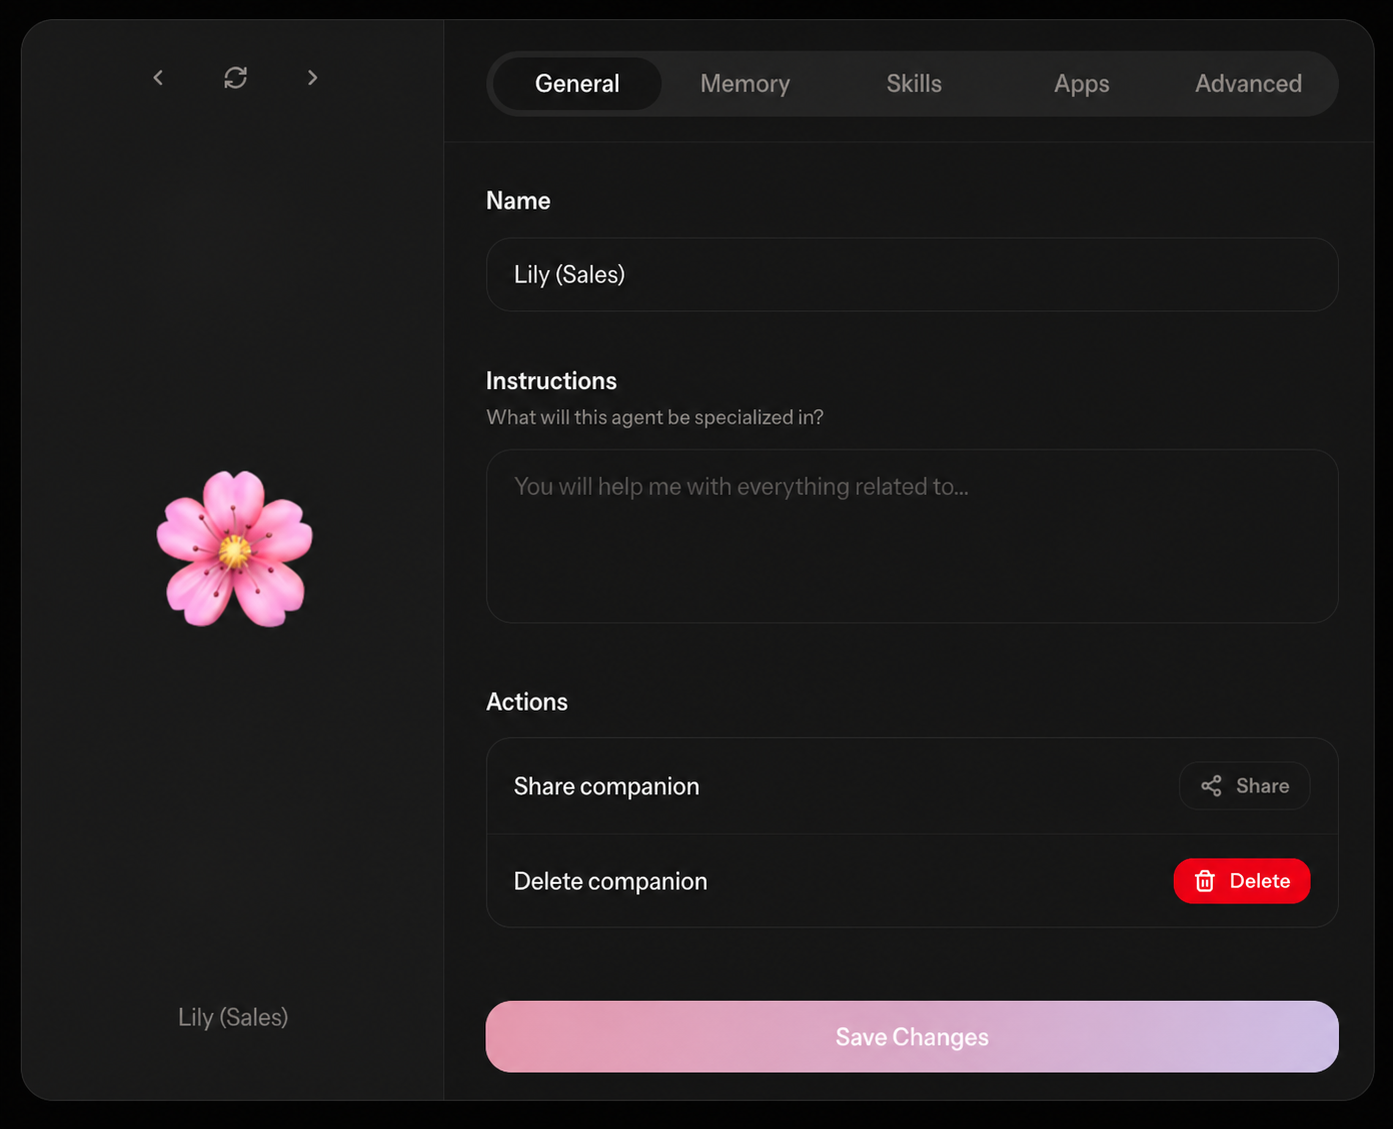 General
Memory
Skills
Apps
Advanced
Name
Lily (Sales)
Instructions
What will this agent be specialized in?
You will help me with everything related to...
Actions
Share companion
Share
Delete companion
Delete
Lily (Sales)
Save Changes